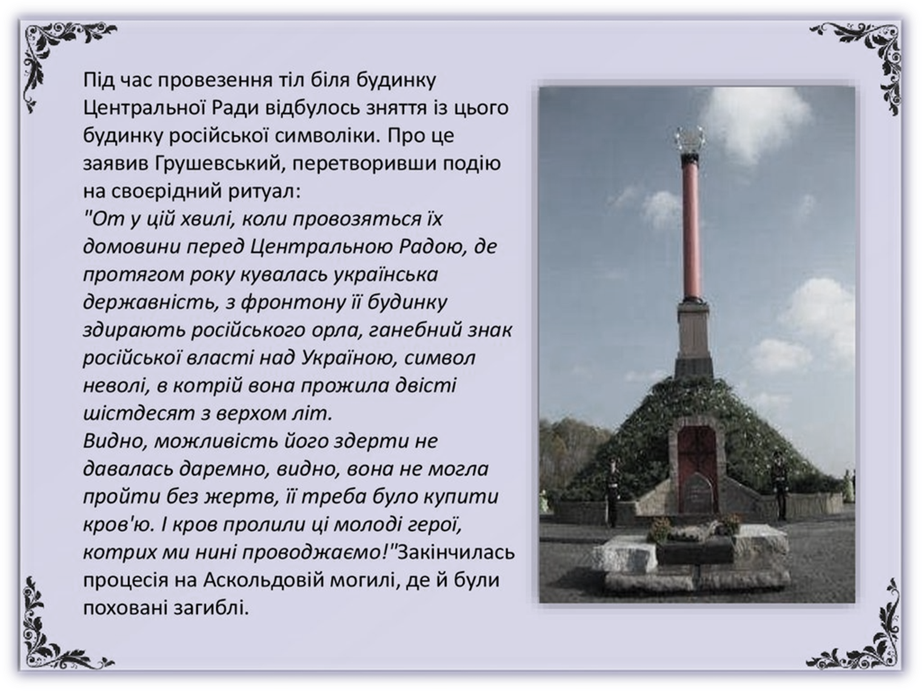 Під час провезення тіл біля будинку
Центральної Ради відбулось зняття із цього
будинку російської символіки. Про це
заявив Грушевський, перетворивши подію
на своєрідний ритуал:
"От у цій хвилі, коли провозяться їх
домовини перед Центральною Радою, де
протягом року кувалась українська
державність, з фронтону її будинку
здирають російського орла, ганебний знак
російської власті над Україною, символ
неволі, в котрій вона прожила двісті
шістдесят з верхом літ.
Видно, можливість його здерти не
давалась даремно, видно, вона не могла
пройти без жертв, її треба було купити
кров'ю. І кров пролили ці молоді герої,
котрих ми нині проводжаємо!"Закінчилась
процесія на Аскольдовій могилі, де й були
поховані загиблі.